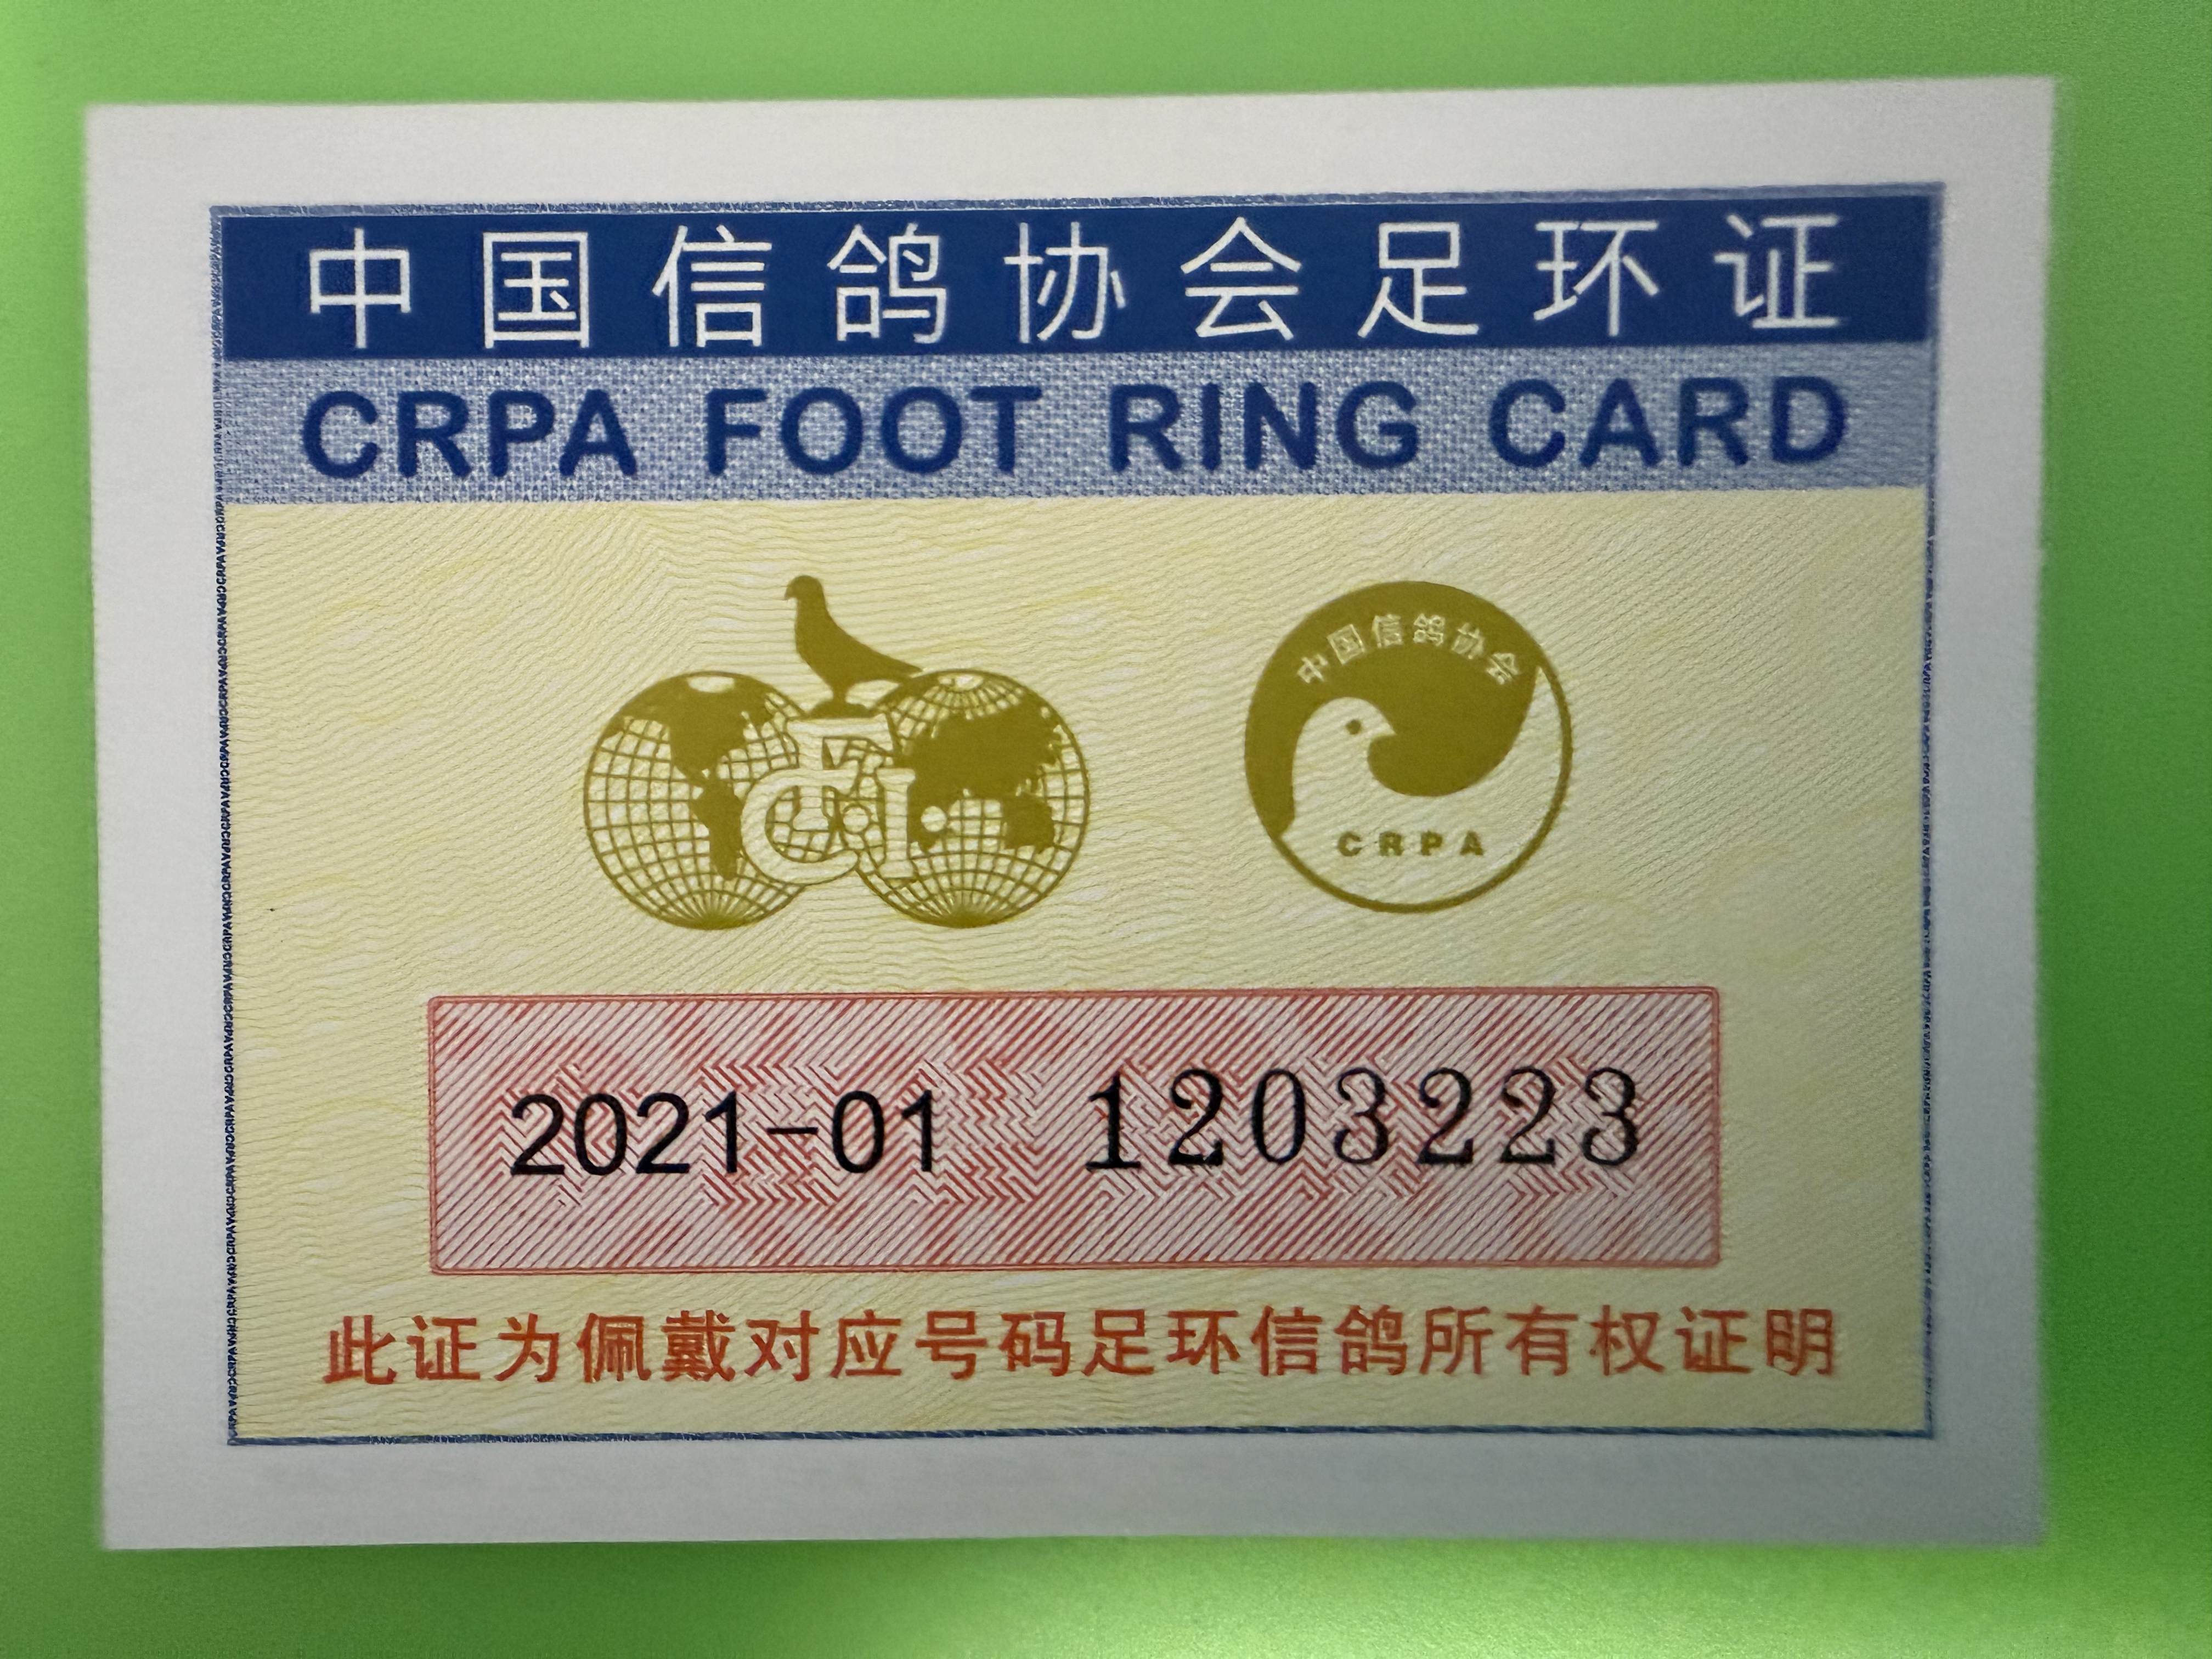 中国信鸽协会足环证
CRPA FOOT RING CARD
FCI
中国信鸽协会
CRPA
2021-01 1203223
此证为佩戴对应号码足环信鸽所有权证明